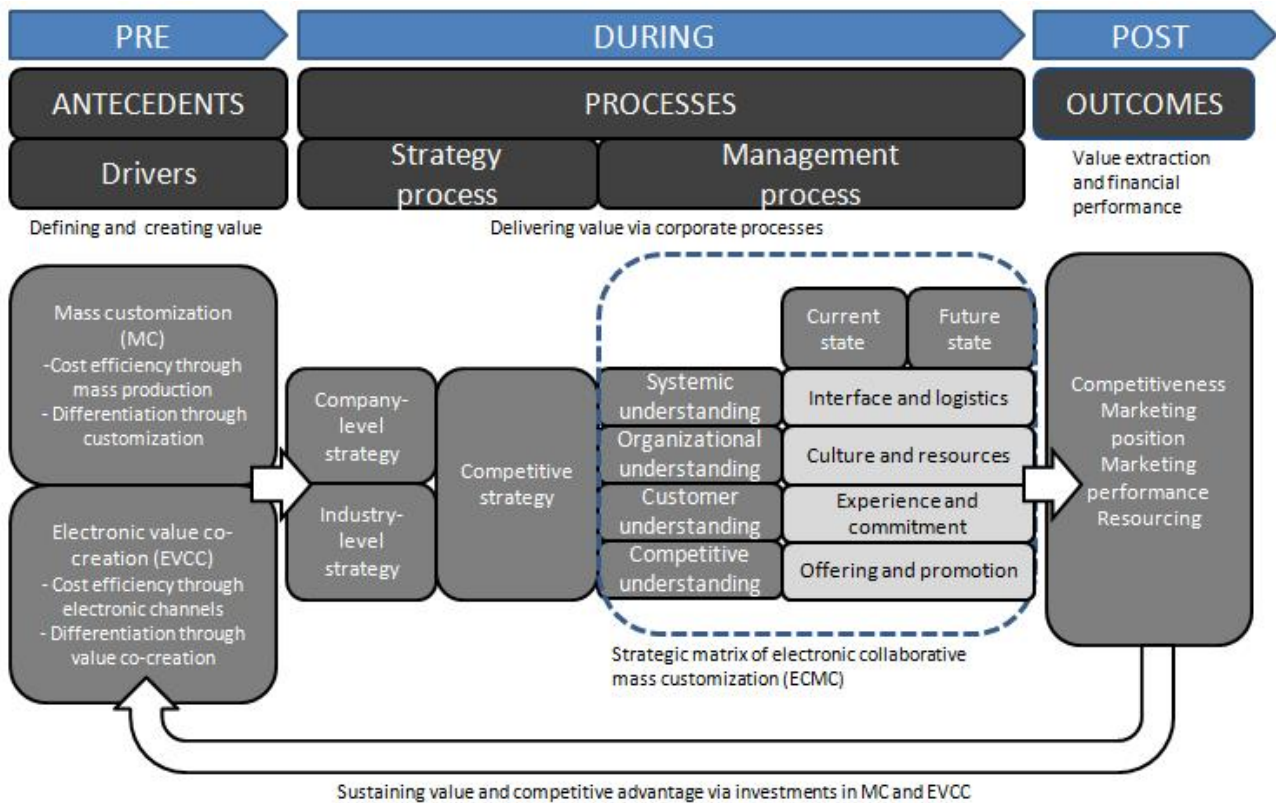 PRE
DURING
POST
ANTECEDENTS
PROCESSES
OUTCOMES
Drivers
Strategy
process
Management
process
Value extraction
and financial
performance
Defining and creating value
Delivering value via corporate processes
Mass customization
(MC)
-Cost efficiency through
mass production
- Differentiation through
customization
Electronic value co-
creation (EVCC)
- Cost efficiency through
electronic channels
- Differentiation through
value co-creation
Company-
level
strategy
Industry-
level
strategy
Competitive
strategy
Current
state
Future
state
Systemic
understanding
Interface and logistics
Organizational
understanding
Culture and resources
Customer
understanding
Experience and
commitment
Competitive
understanding
Offering and promotion
Strategic matrix of electronic collaborative
mass customization (ECMC)
Competitiveness
Marketing
position
Marketing
performance
Resourcing
Sustaining value and competitive advantage via investments in MC and EVCC